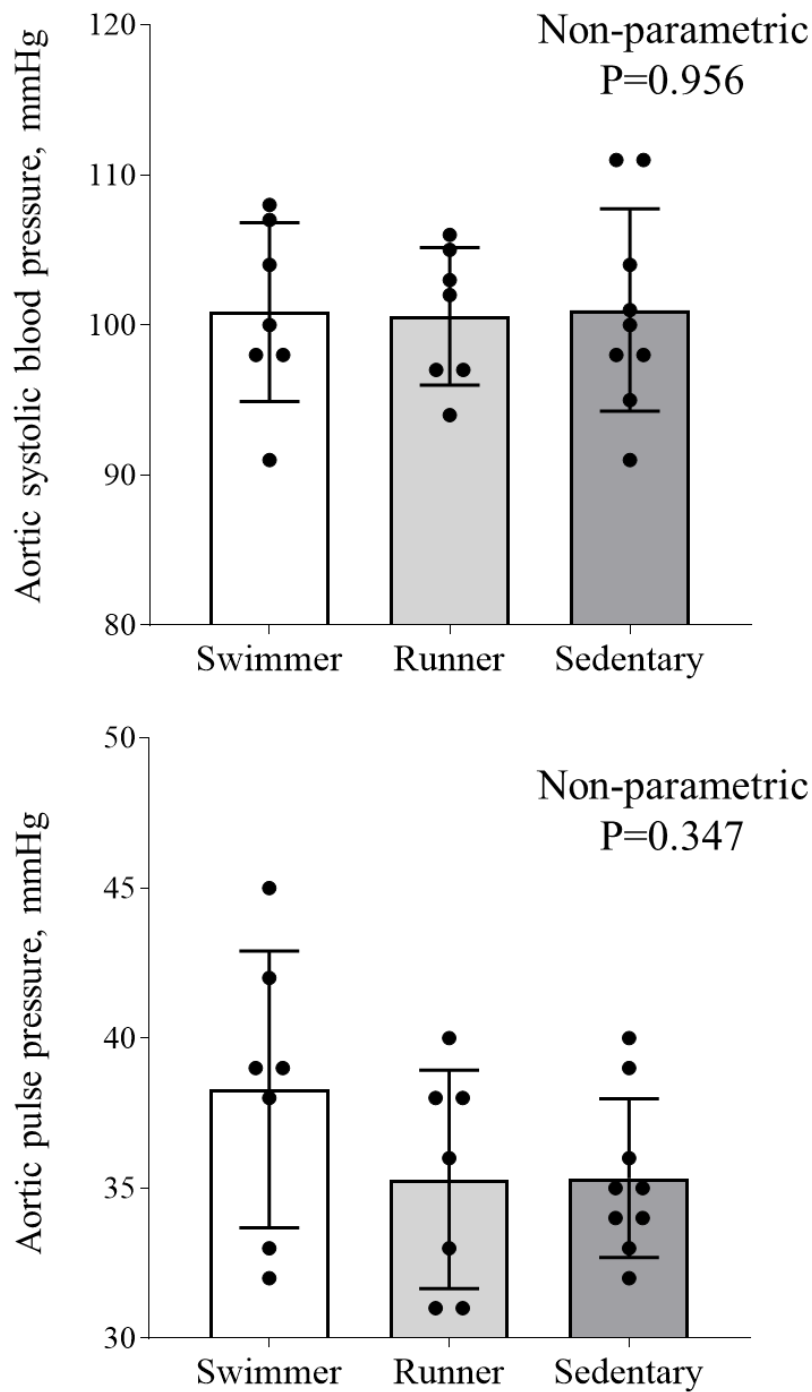 Non-parametric
P=0.956
Aortic systolic blood pressure, mmHg
120
110
100
90
80
Swimmer Runner Sedentary
Non-parametric
P=0.347
Aortic pulse pressure, mmHg
50
45
40
35
30
Swimmer Runner Sedentary